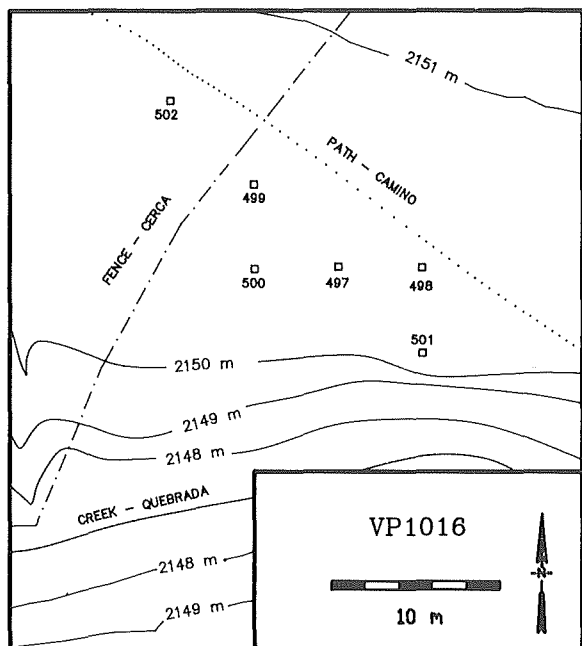 2151 m
502
PATH - CAMINO
499
FENCE - CERCA
500
497
498
501
2150 m
2149 m
2148 m
CREEK - QUEBRADA
2148 m
2149 m
VP1016
N
10 m